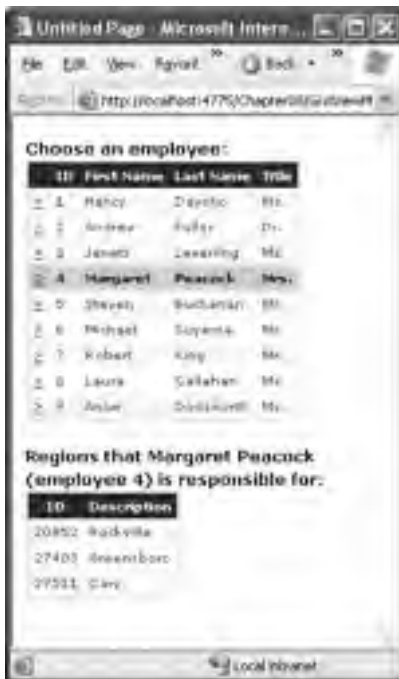 Untitled Page - Microsoft Intern...
File Edit View Favorit » Back »
http://localhost:4775/Chapter
Choose an employee:
ID First Name Last Name Title
> 1 Nancy Davolio Ms.
> 2 Andrew Fuller Dr.
> 3 Janet Leverling Ms.
> 4 Margaret Peacock Mrs.
> 5 Steven Buchanan Mr.
> 6 Michael Suyama Mr.
> 7 Robert King Mr.
> 8 Laura Callahan Ms.
> 9 Anne Dodsworth Ms.
Regions that Margaret Peacock
(employee 4) is responsible for:
ID Description
20852 Rockville
27403 Greensboro
27511 Cary
Local intranet